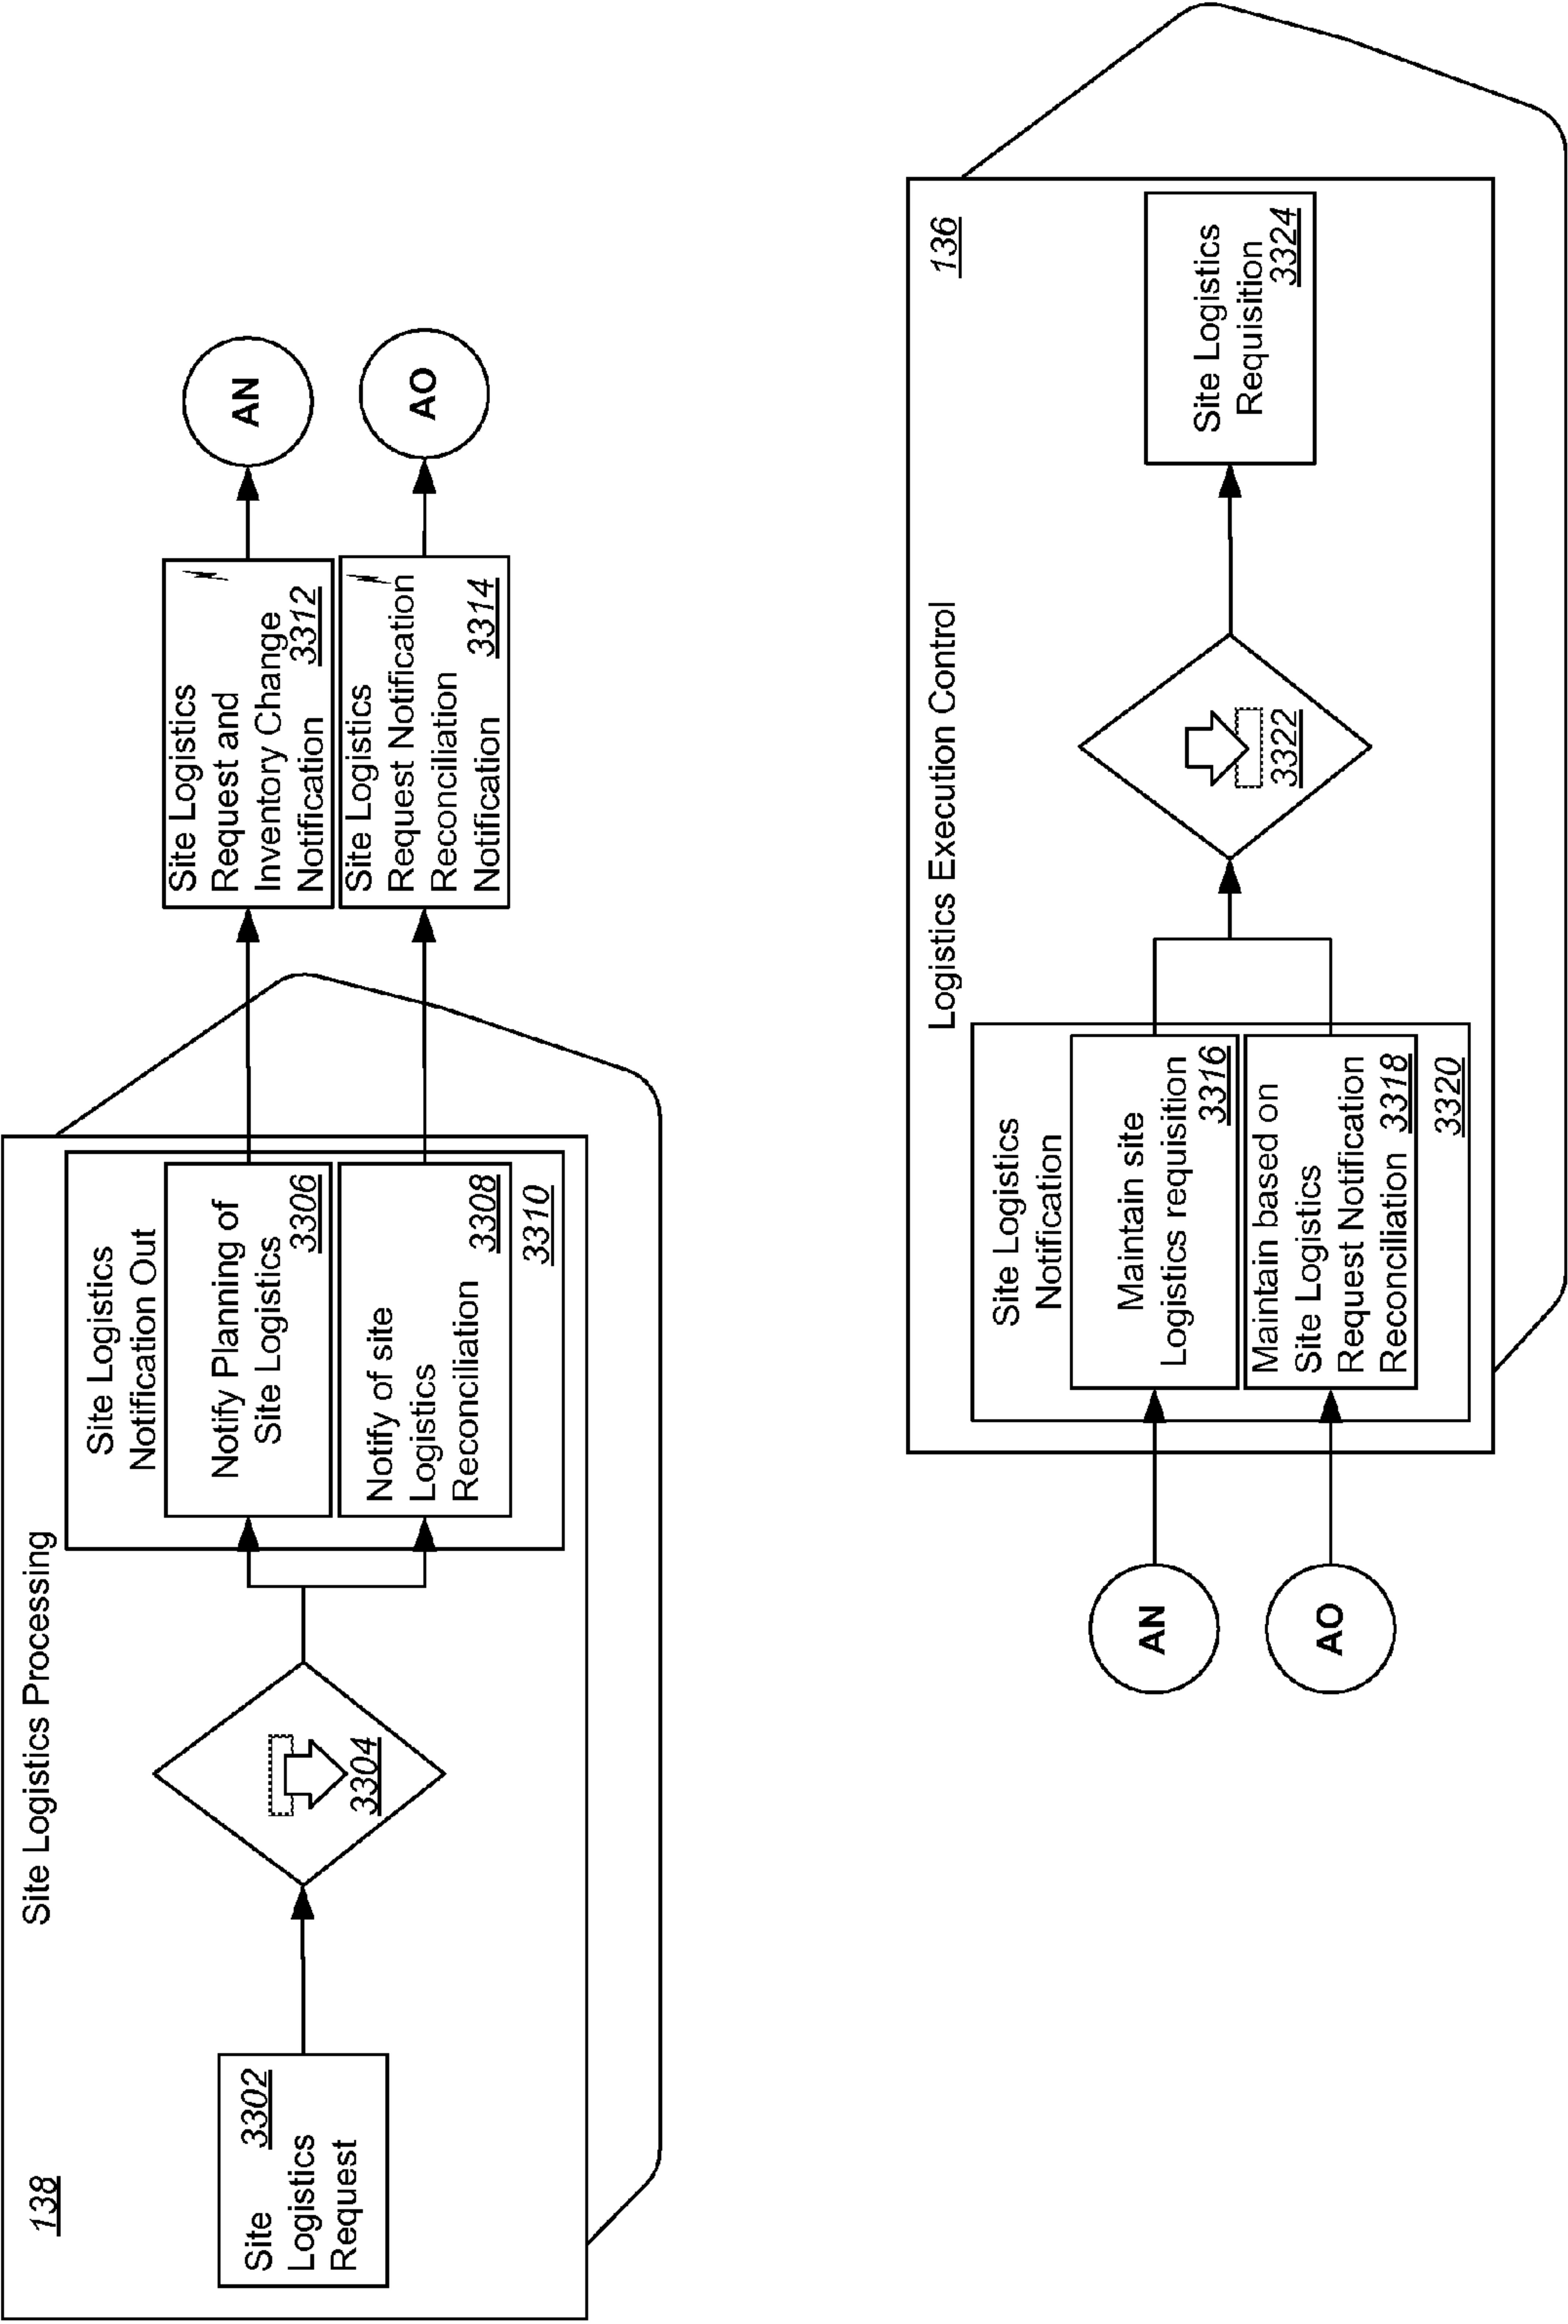 138
Site Logistics Processing
Site
3302
Logistics
Request
3304
Site Logistics
Notification Out
Notify Planning of
Site Logistics
3306
Notify of site
Logistics
Reconciliation
3308
3310
Site Logistics
Request and
Inventory Change
Notification
3312
Site Logistics
Request Notification
Reconciliation
Notification
3314
AN
AO
AN
AO
Logistics Execution Control
136
Site Logistics
Notification
Maintain site
Logistics requisition
3316
Maintain based on
Site Logistics
Request Notification
Reconciliation 3318
3320
3322
Site Logistics
Requisition
3324